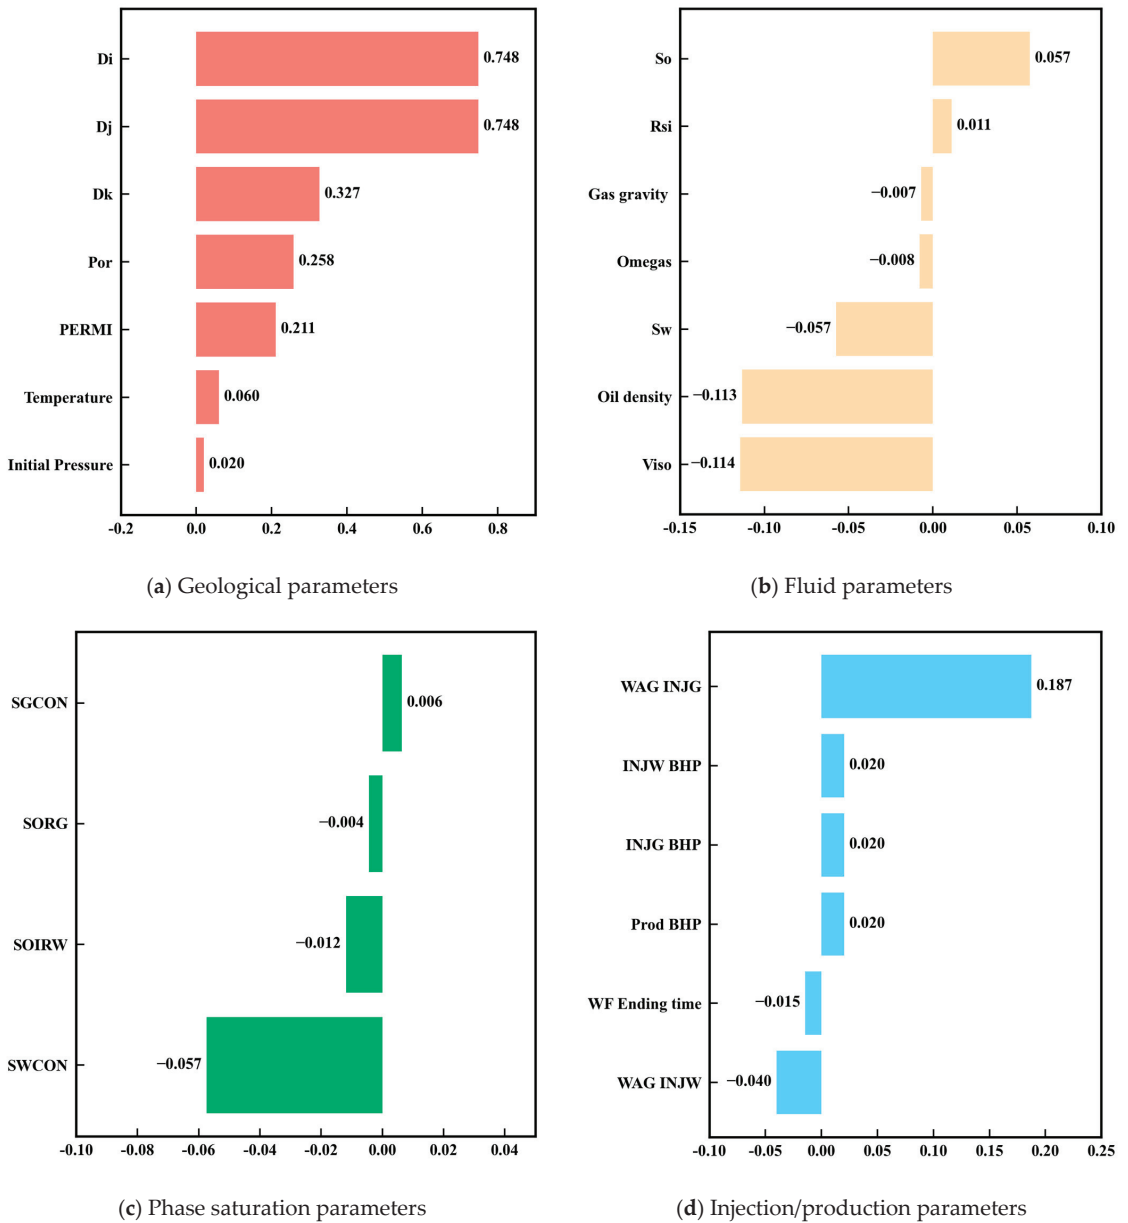 Di 0.748
Dj 0.748
Dk 0.327
Por 0.258
PERMI 0.211
Temperature 0.060
Initial Pressure 0.020
-0.2 0.0 0.2 0.4 0.6 0.8
(a) Geological parameters
So 0.057
Rsi 0.011
Gas gravity −0.007
Omegas −0.008
Sw −0.057
Oil density −0.113
Viso −0.114
-0.15 -0.10 -0.05 0.00 0.05 0.10
(b) Fluid parameters
SGCON 0.006
SORG −0.004
SOIRW −0.012
SWCON −0.057
-0.10 -0.08 -0.06 -0.04 -0.02 0.00 0.02 0.04
(c) Phase saturation parameters
WAG INJG 0.187
INJW BHP 0.020
INJG BHP 0.020
Prod BHP 0.020
WF Ending time −0.015
WAG INJW −0.040
-0.10 -0.05 0.00 0.05 0.10 0.15 0.20 0.25
(d) Injection/production parameters